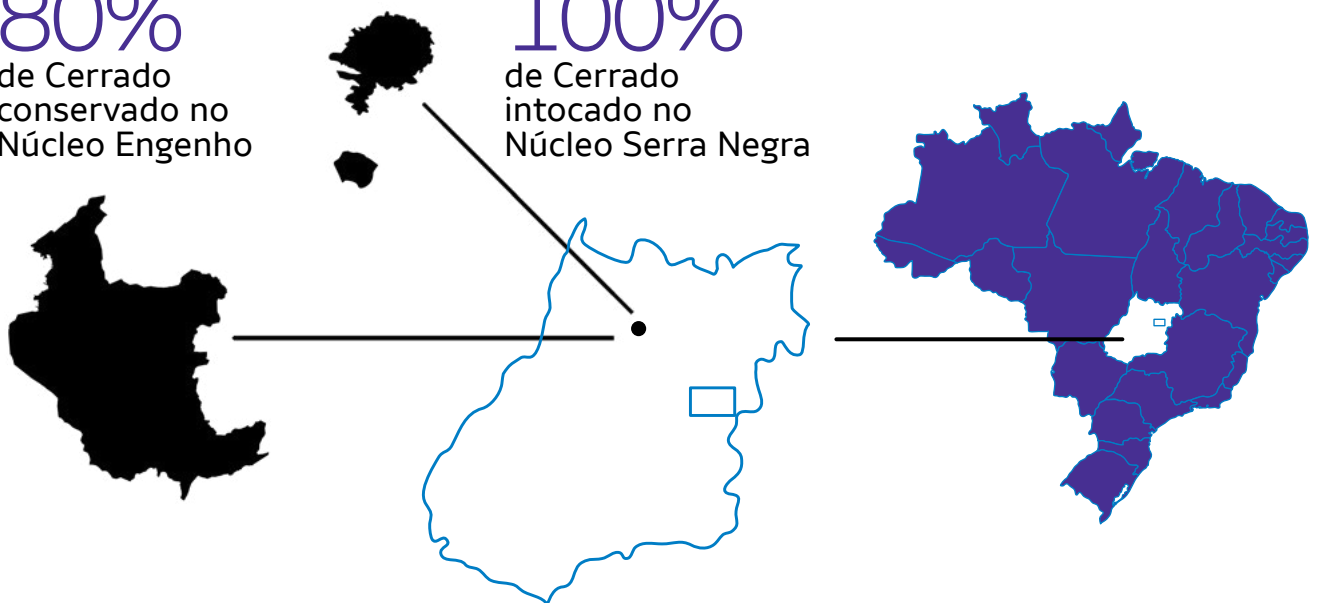 80%
de Cerrado
conservado no
Núcleo Engenho
100%
de Cerrado
intocado no
Núcleo Serra Negra